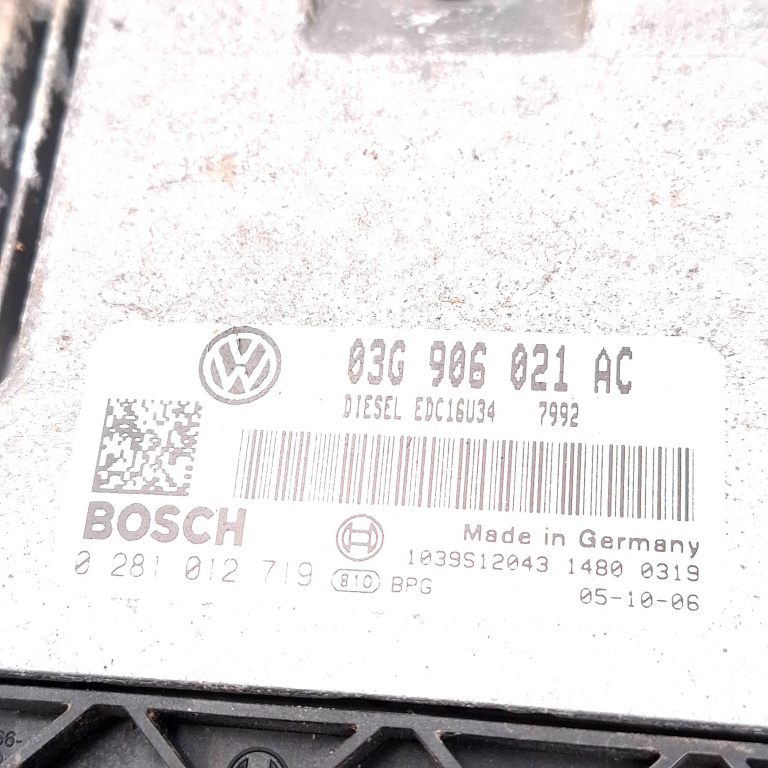 03G 906 021 AC
DIESEL EDC16U34 7992
BOSCH
Made in Germany
0 281 012 719 810 BPG 1039S12043 1480 0319
05-10-06